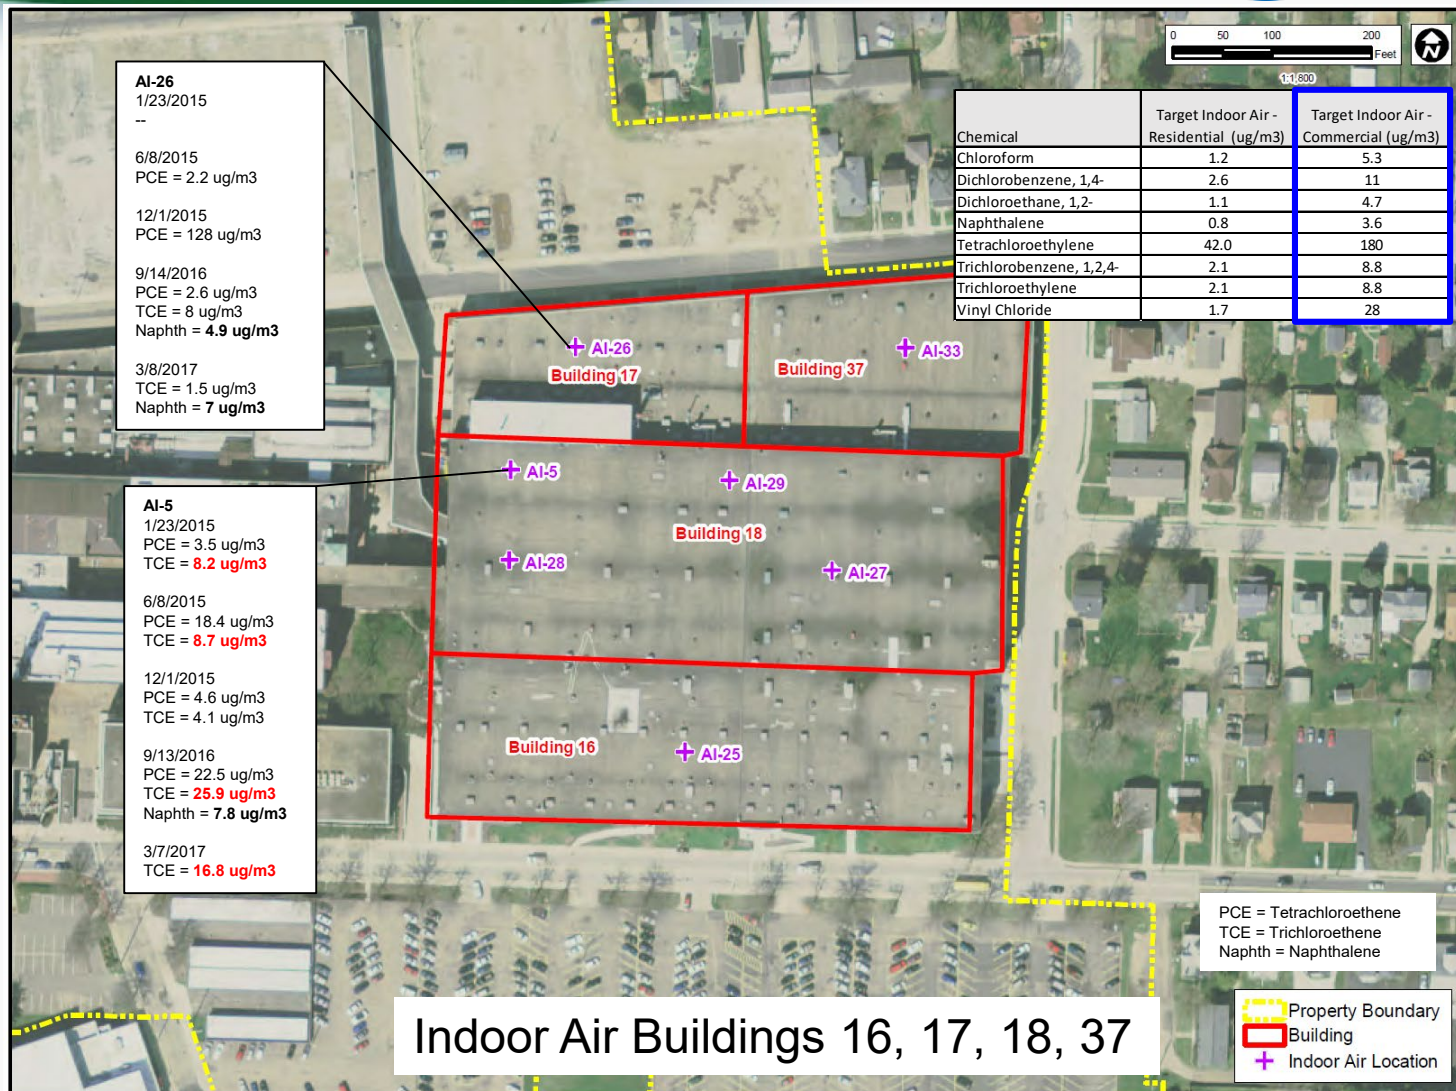 0 50 100 200
Feet
N
1:1,800
AI-26
1/23/2015
--
6/8/2015
PCE = 2.2 ug/m3
12/1/2015
PCE = 128 ug/m3
9/14/2016
PCE = 2.6 ug/m3
TCE = 8 ug/m3
Naphth = 4.9 ug/m3
3/8/2017
TCE = 1.5 ug/m3
Naphth = 7 ug/m3
Chemical Target Indoor Air - Residential (ug/m3) Target Indoor Air - Commercial (ug/m3)
Chloroform 1.2 5.3
Dichlorobenzene, 1,4- 2.6 11
Dichloroethane, 1,2- 1.1 4.7
Naphthalene 0.8 3.6
Tetrachloroethylene 42.0 180
Trichlorobenzene, 1,2,4- 2.1 8.8
Trichloroethylene 2.1 8.8
Vinyl Chloride 1.7 28
AI-26
Building 17
Building 37
AI-33
AI-5
AI-29
Building 18
AI-28
AI-27
Building 16
AI-25
AI-5
1/23/2015
PCE = 3.5 ug/m3
TCE = 8.2 ug/m3
6/8/2015
PCE = 18.4 ug/m3
TCE = 8.7 ug/m3
12/1/2015
PCE = 4.6 ug/m3
TCE = 4.1 ug/m3
9/13/2016
PCE = 22.5 ug/m3
TCE = 25.9 ug/m3
Naphth = 7.8 ug/m3
3/7/2017
TCE = 16.8 ug/m3
PCE = Tetrachloroethene
TCE = Trichloroethene
Naphth = Naphthalene
Indoor Air Buildings 16, 17, 18, 37
Property Boundary
Building
Indoor Air Location